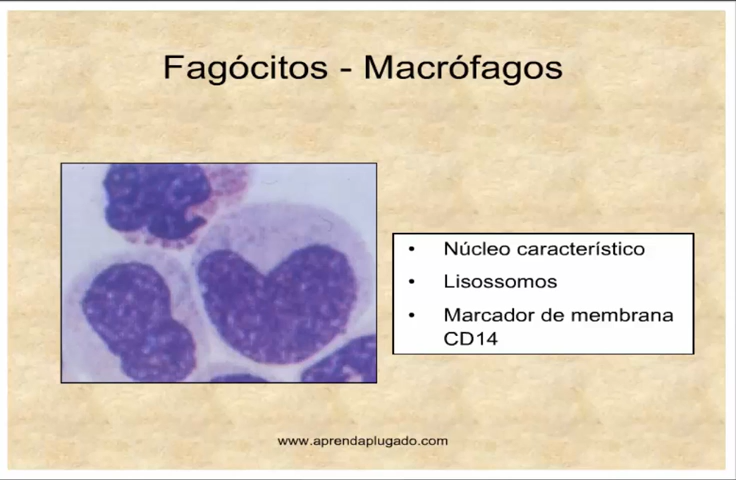 Fagócitos - Macrófagos
• Núcleo característico
• Lisossomos
• Marcador de membrana
CD14
www.aprendaplugado.com